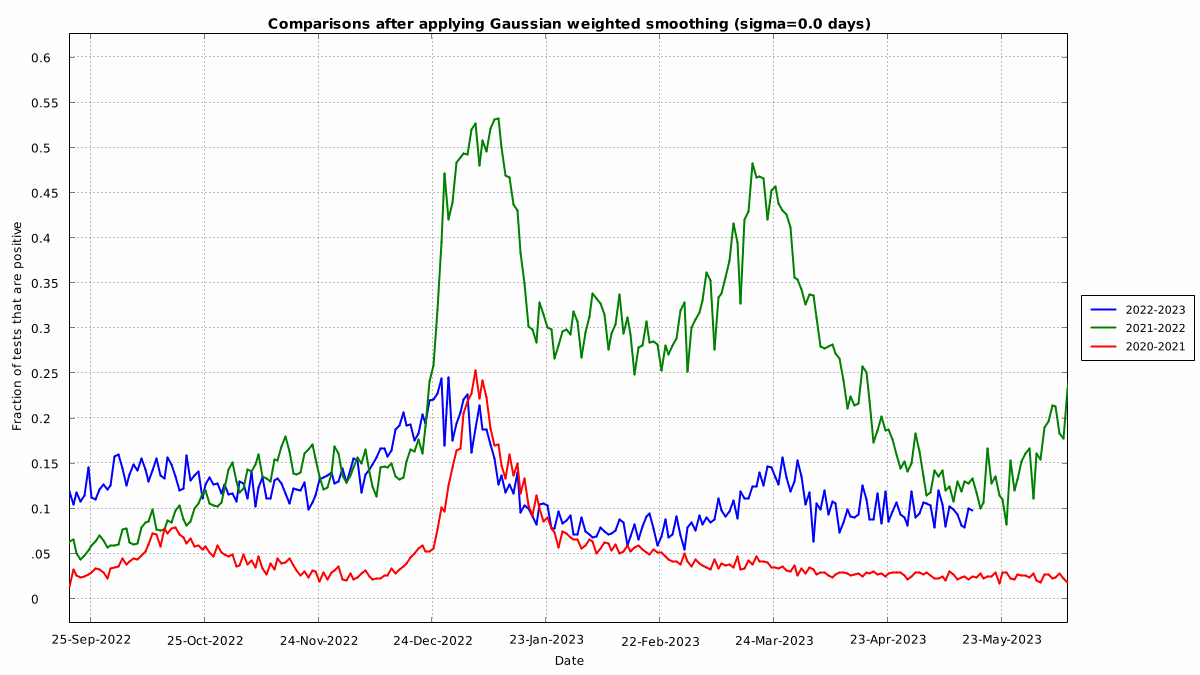 Comparisons after applying Gaussian weighted smoothing (sigma=0.0 days)
Fraction of tests that are positive
0.6
0.55
0.5
0.45
0.4
0.35
0.3
0.25
0.2
0.15
0.1
.05
0
25-Sep-2022
25-Oct-2022
24-Nov-2022
24-Dec-2022
23-Jan-2023
22-Feb-2023
24-Mar-2023
23-Apr-2023
23-May-2023
Date
2022-2023
2021-2022
2020-2021